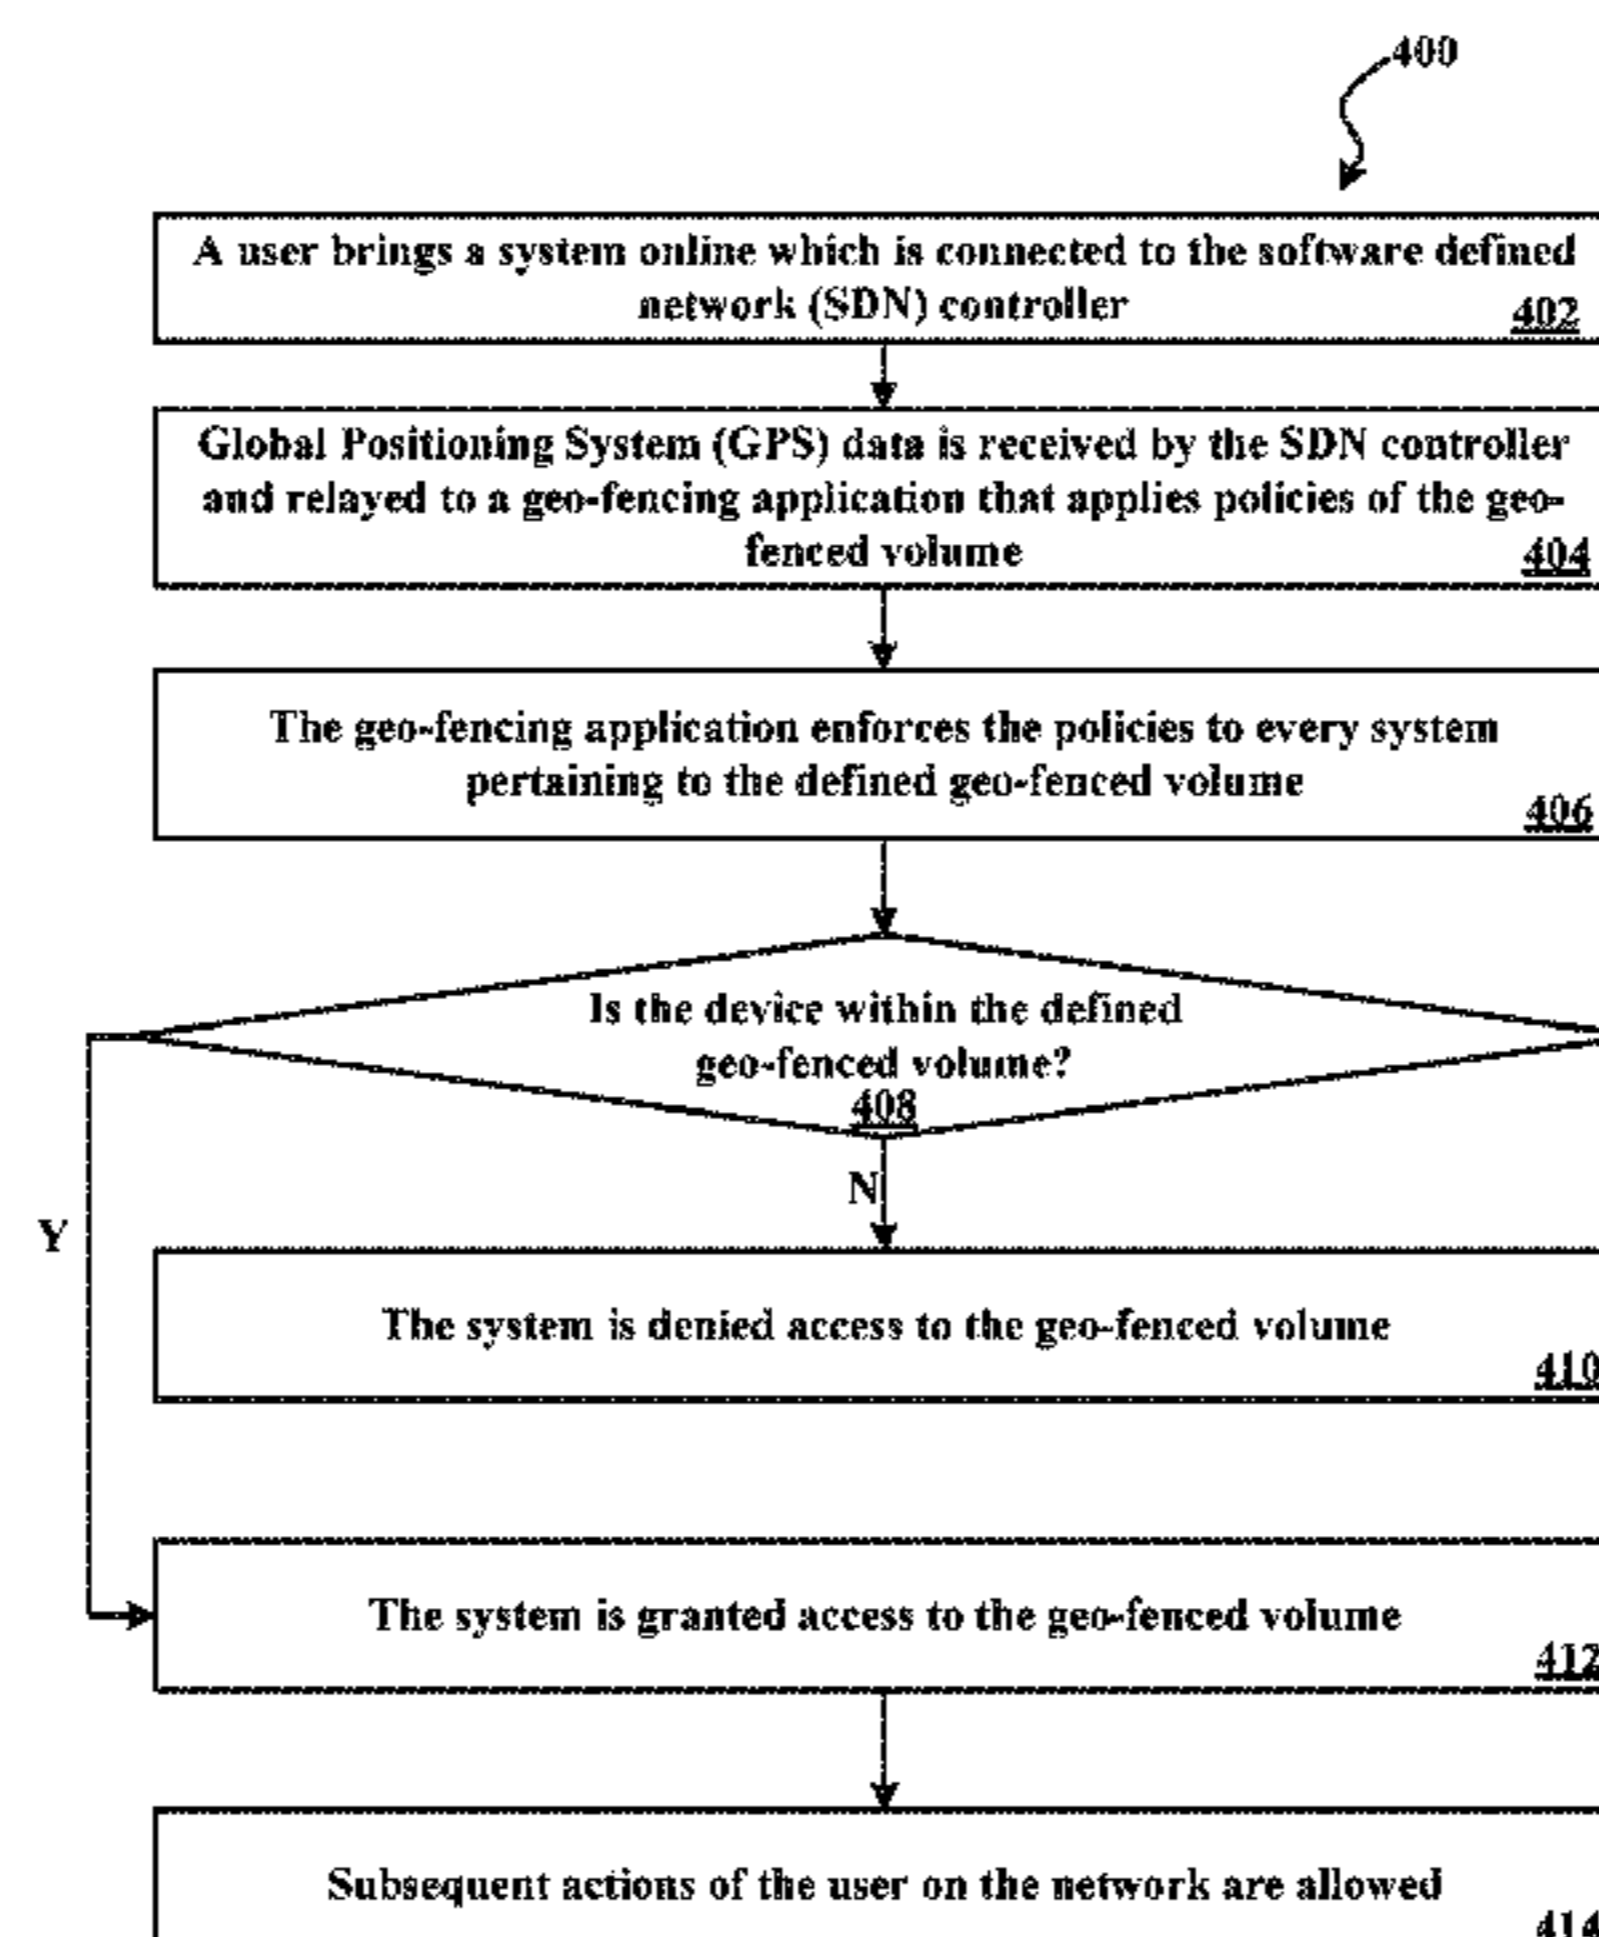 400
A user brings a system online which is connected to the software defined
network (SDN) controller
402
Global Positioning System (GPS) data is received by the SDN controller
and relayed to a geo-fencing application that applies policies of the geo-
fenced volume
404
The geo-fencing application enforces the policies to every system
pertaining to the defined geo-fenced volume
406
Is the device within the defined
geo-fenced volume?
408
N
Y
The system is denied access to the geo-fenced volume
410
The system is granted access to the geo-fenced volume
412
Subsequent actions of the user on the network are allowed
414